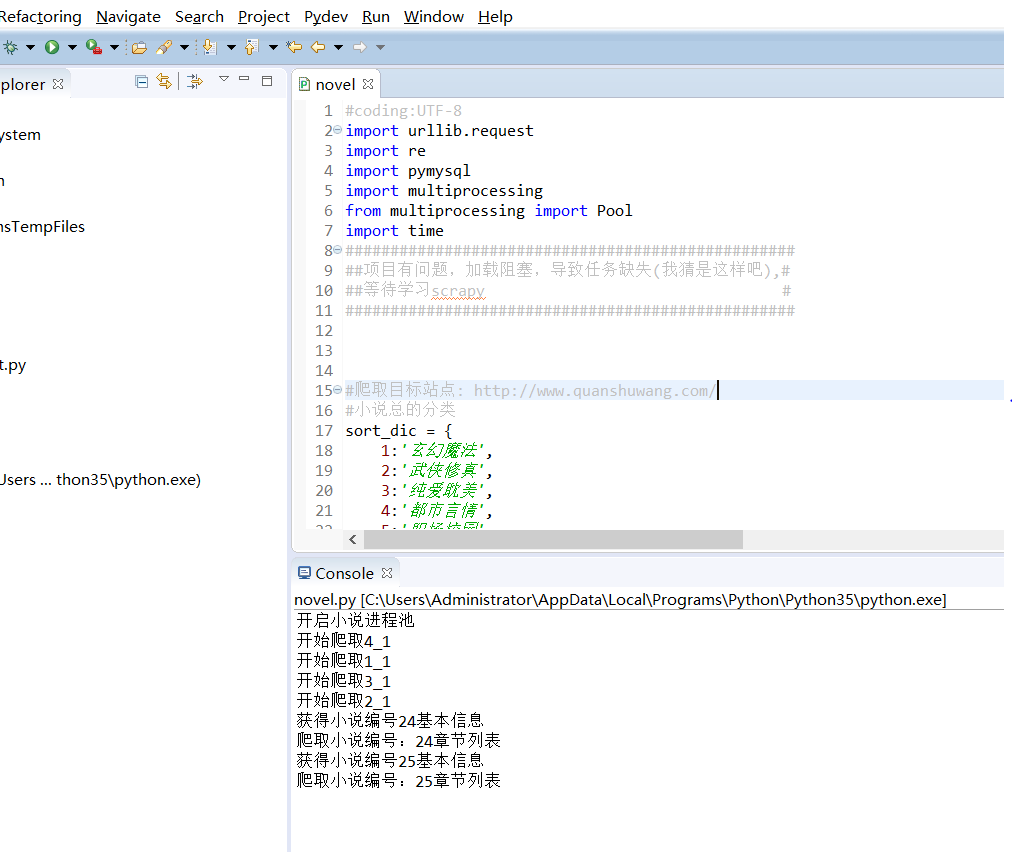 Refactoring Navigate Search Project Pydev Run Window Help
plorer
ystem
nsTempFiles
t.py
Users ... thon35\python.exe)
novel
1 #coding:UTF-8
2 import urllib.request
3 import re
4 import pymysql
5 import multiprocessing
6 from multiprocessing import Pool
7 import time
8 ##################################################
9 ##项目有问题，加载阻塞，导致任务缺失(我猜是这样吧),#
10 ##等待学习scrapy #
11 ##################################################
12
13
14
15 #爬取目标站点: http://www.quanshuwang.com/
16 #小说总的分类
17 sort_dic = {
18 1:'玄幻魔法',
19 2:'武侠修真',
20 3:'纯爱耽美',
21 4:'都市言情',
22 5:'职场校园',
Console
novel.py [C:\Users\Administrator\AppData\Local\Programs\Python\Python35\python.exe]
开启小说进程池
开始爬取4_1
开始爬取1_1
开始爬取3_1
开始爬取2_1
获得小说编号24基本信息
爬取小说编号：24章节列表
获得小说编号25基本信息
爬取小说编号：25章节列表